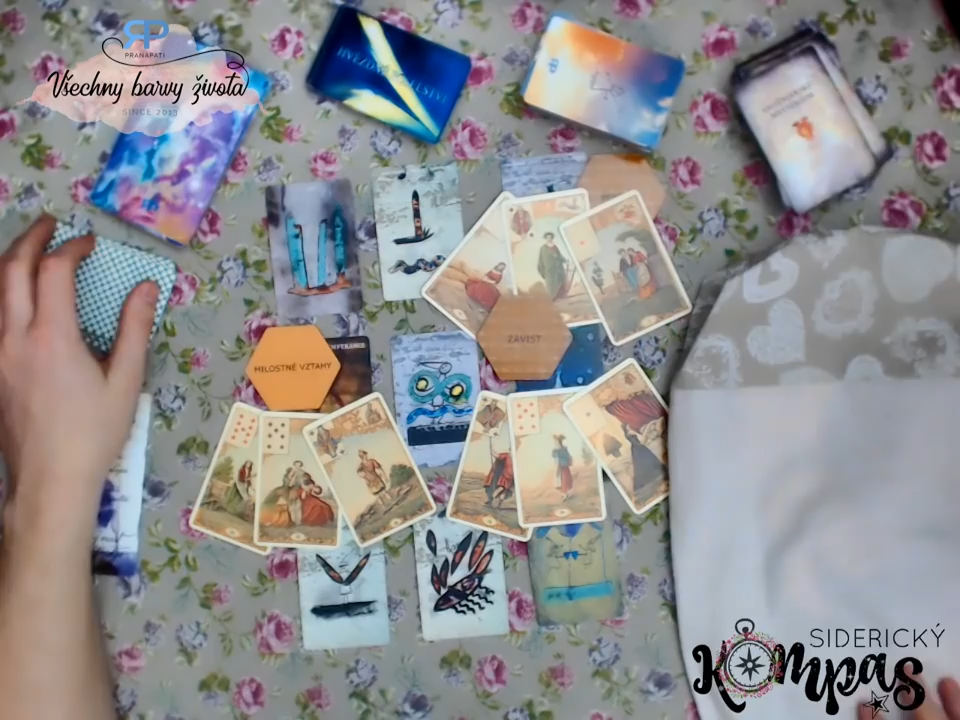 RP
PRANAPATI
Všechny barvy života
SINCE 2013
MILOSTNÉ VZTAHY
ZÁVIST
SIDERICKÝ
Kompas